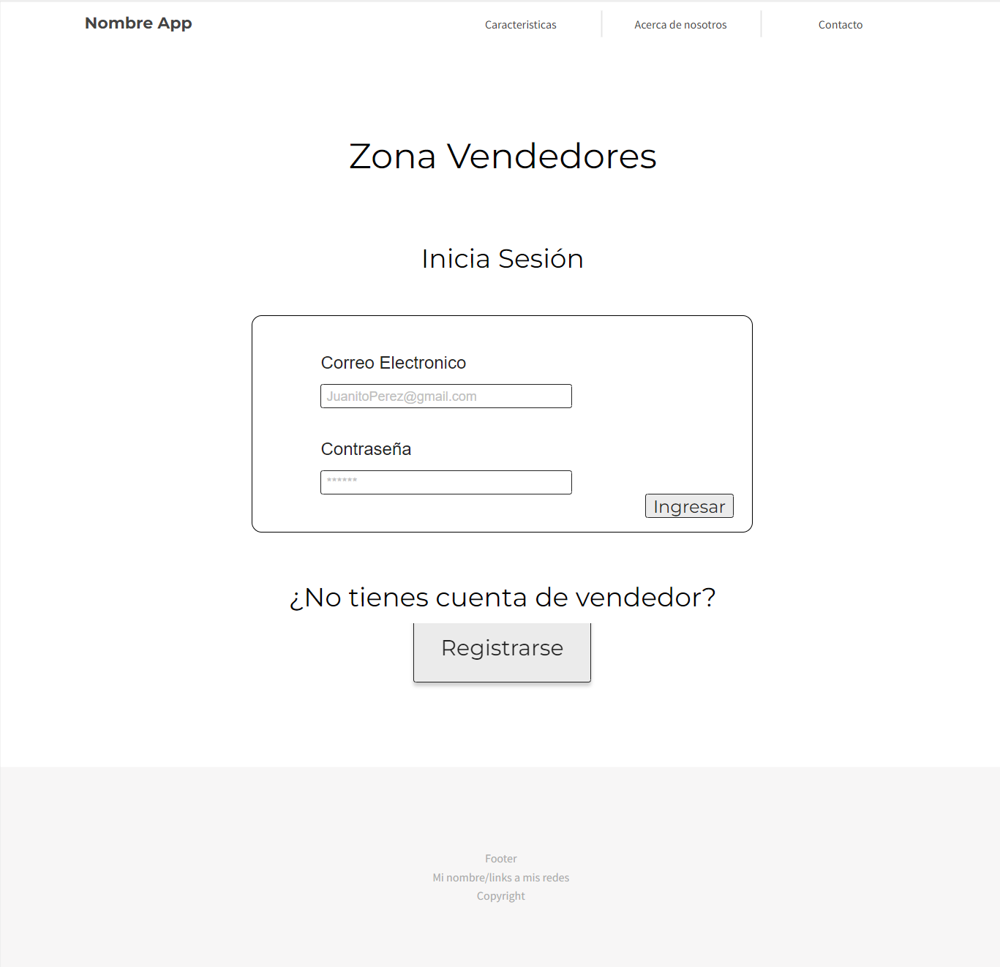 Nombre App
Caracteristicas
Acerca de nosotros
Contacto
Zona Vendedores
Inicia Sesión
Correo Electronico
JuanitoPerez@gmail.com
Contraseña
******
Ingresar
¿No tienes cuenta de vendedor?
Registrarse
Footer
Mi nombre/links a mis redes
Copyright